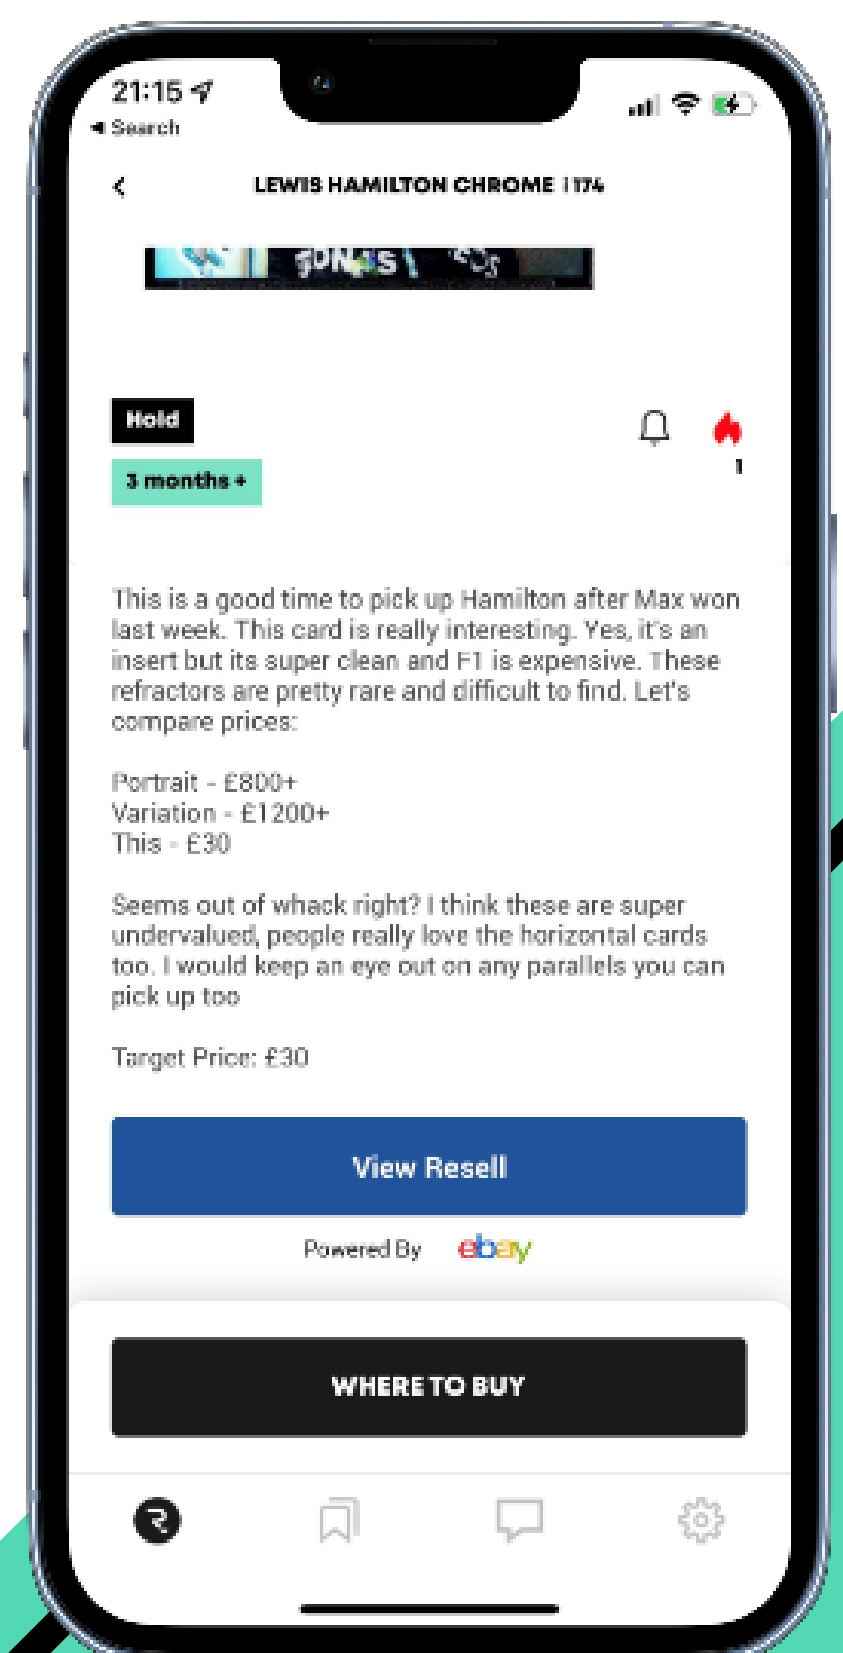 21:15
Search
LEWIS HAMILTON CHROME #174
Hold
3 months +
1
This is a good time to pick up Hamilton after Max won
last week. This card is really interesting. Yes, it's an
insert but its super clean and F1 is expensive. These
refractors are pretty rare and difficult to find. Let's
compare prices:
Portrait - £800+
Variation - £1200+
This - £30
Seems out of whack right? I think these are super
undervalued, people really love the horizontal cards
too. I would keep an eye out on any parallels you can
pick up too
Target Price: £30
View Resell
Powered By ebay
WHERE TO BUY